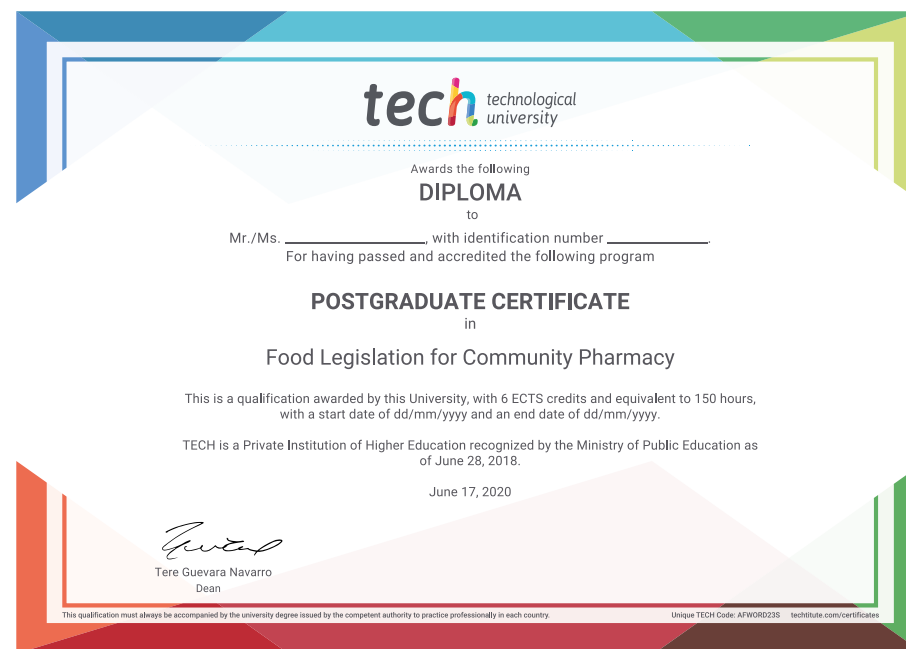 tech technological
university
Awards the following
DIPLOMA
to
Mr./Ms. ____________, with identification number ____________.
For having passed and accredited the following program
POSTGRADUATE CERTIFICATE
in
Food Legislation for Community Pharmacy
This is a qualification awarded by this University, with 6 ECTS credits and equivalent to 150 hours,
with a start date of dd/mm/yyyy and an end date of dd/mm/yyyy.
TECH is a Private Institution of Higher Education recognized by the Ministry of Public Education as
of June 28, 2018.
June 17, 2020
Tere Guevara Navarro
Dean
This qualification must always be accompanied by the university degree issued by the competent authority to practice professionally in each country. Unique TECH Code: AFWORD23S techtitute.com/certificates